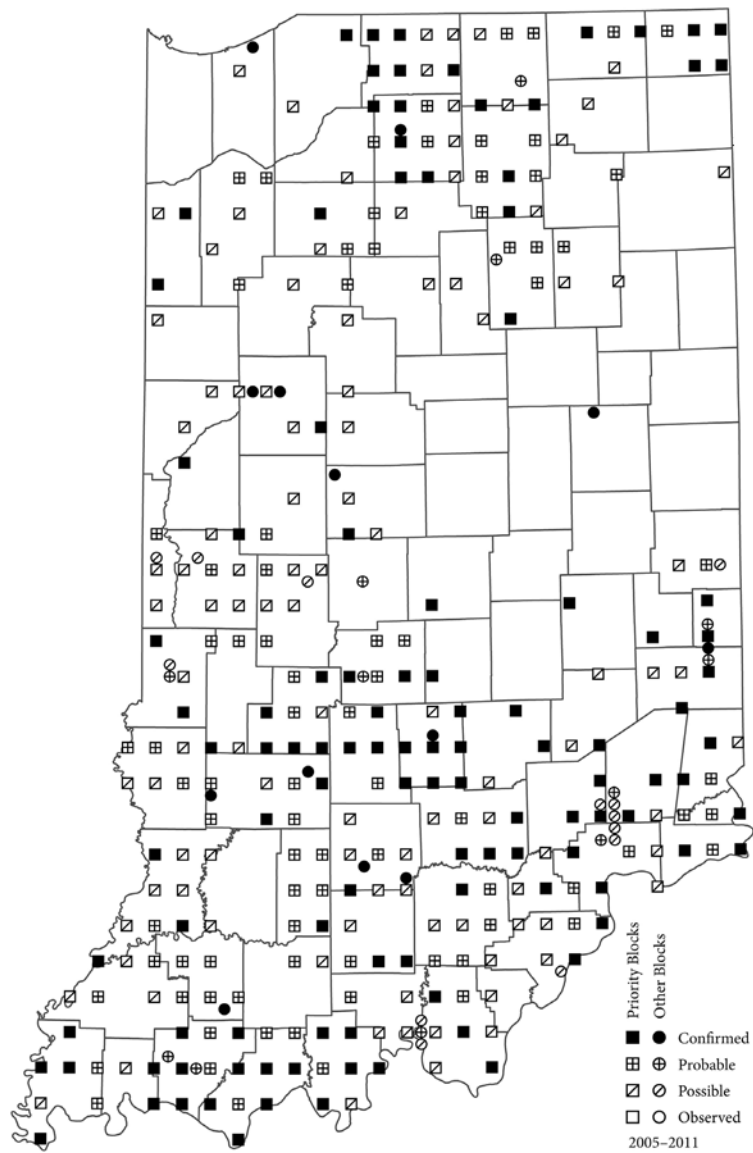 Priority Blocks
Other Blocks
Confirmed
Probable
Possible
Observed
2005–2011